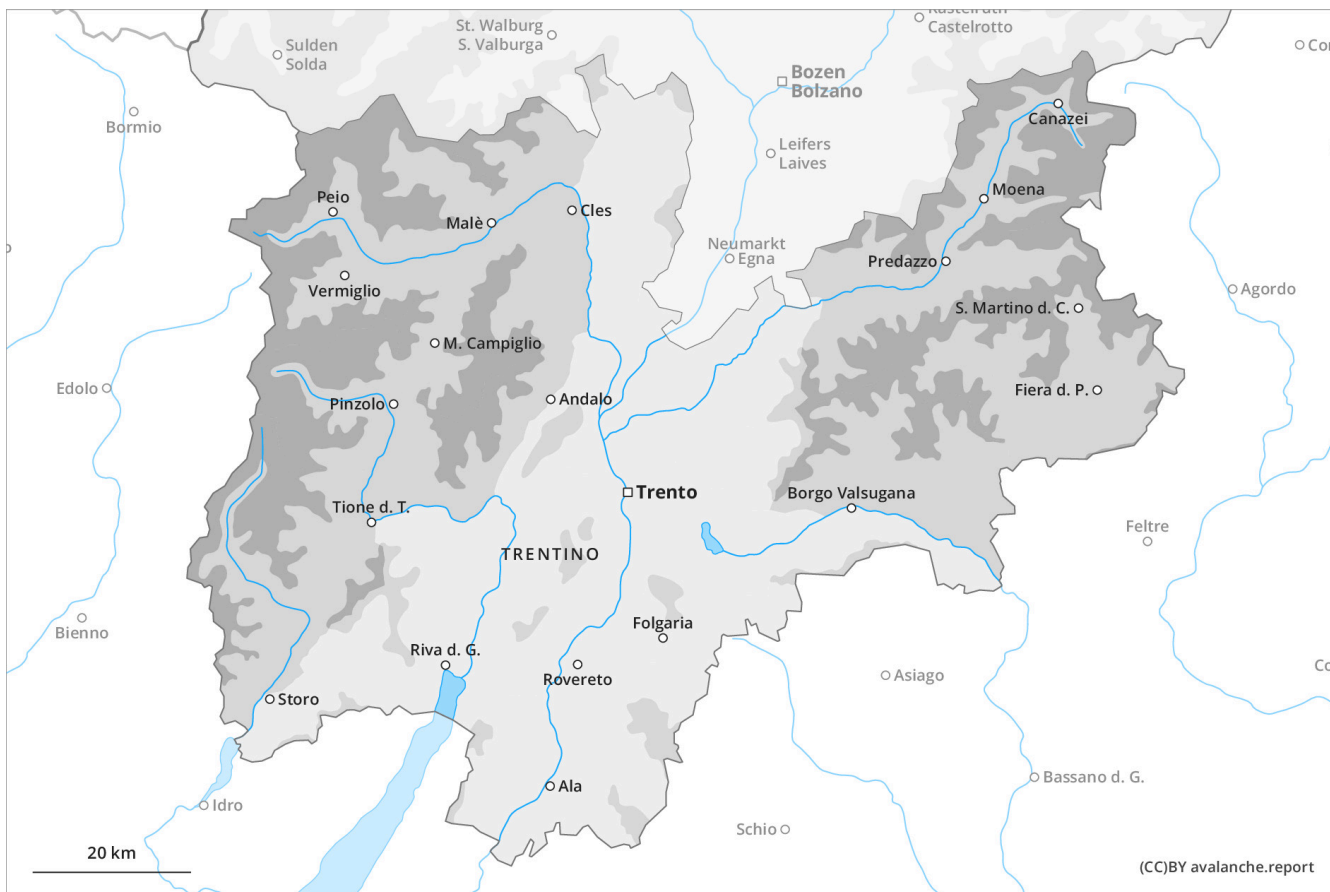 Kastelruth
Castelrotto
St. Walburg
S. Valburga
Sulden
Solda
Bozen
Bolzano
Bormio
Canazei
Leifers
Laives
Peio
Moena
Malè
Cles
Neumarkt
Egna
Predazzo
Vermiglio
Agordo
S. Martino d. C.
M. Campiglio
Edolo
Fiera d. P.
Andalo
Pinzolo
Trento
Borgo Valsugana
Tione d. T.
Feltre
TRENTINO
Bienno
Folgaria
Riva d. G.
Rovereto
Asiago
Storo
Bassano d. G.
Ala
Idro
Schio
20 km
(CC)BY avalanche.report